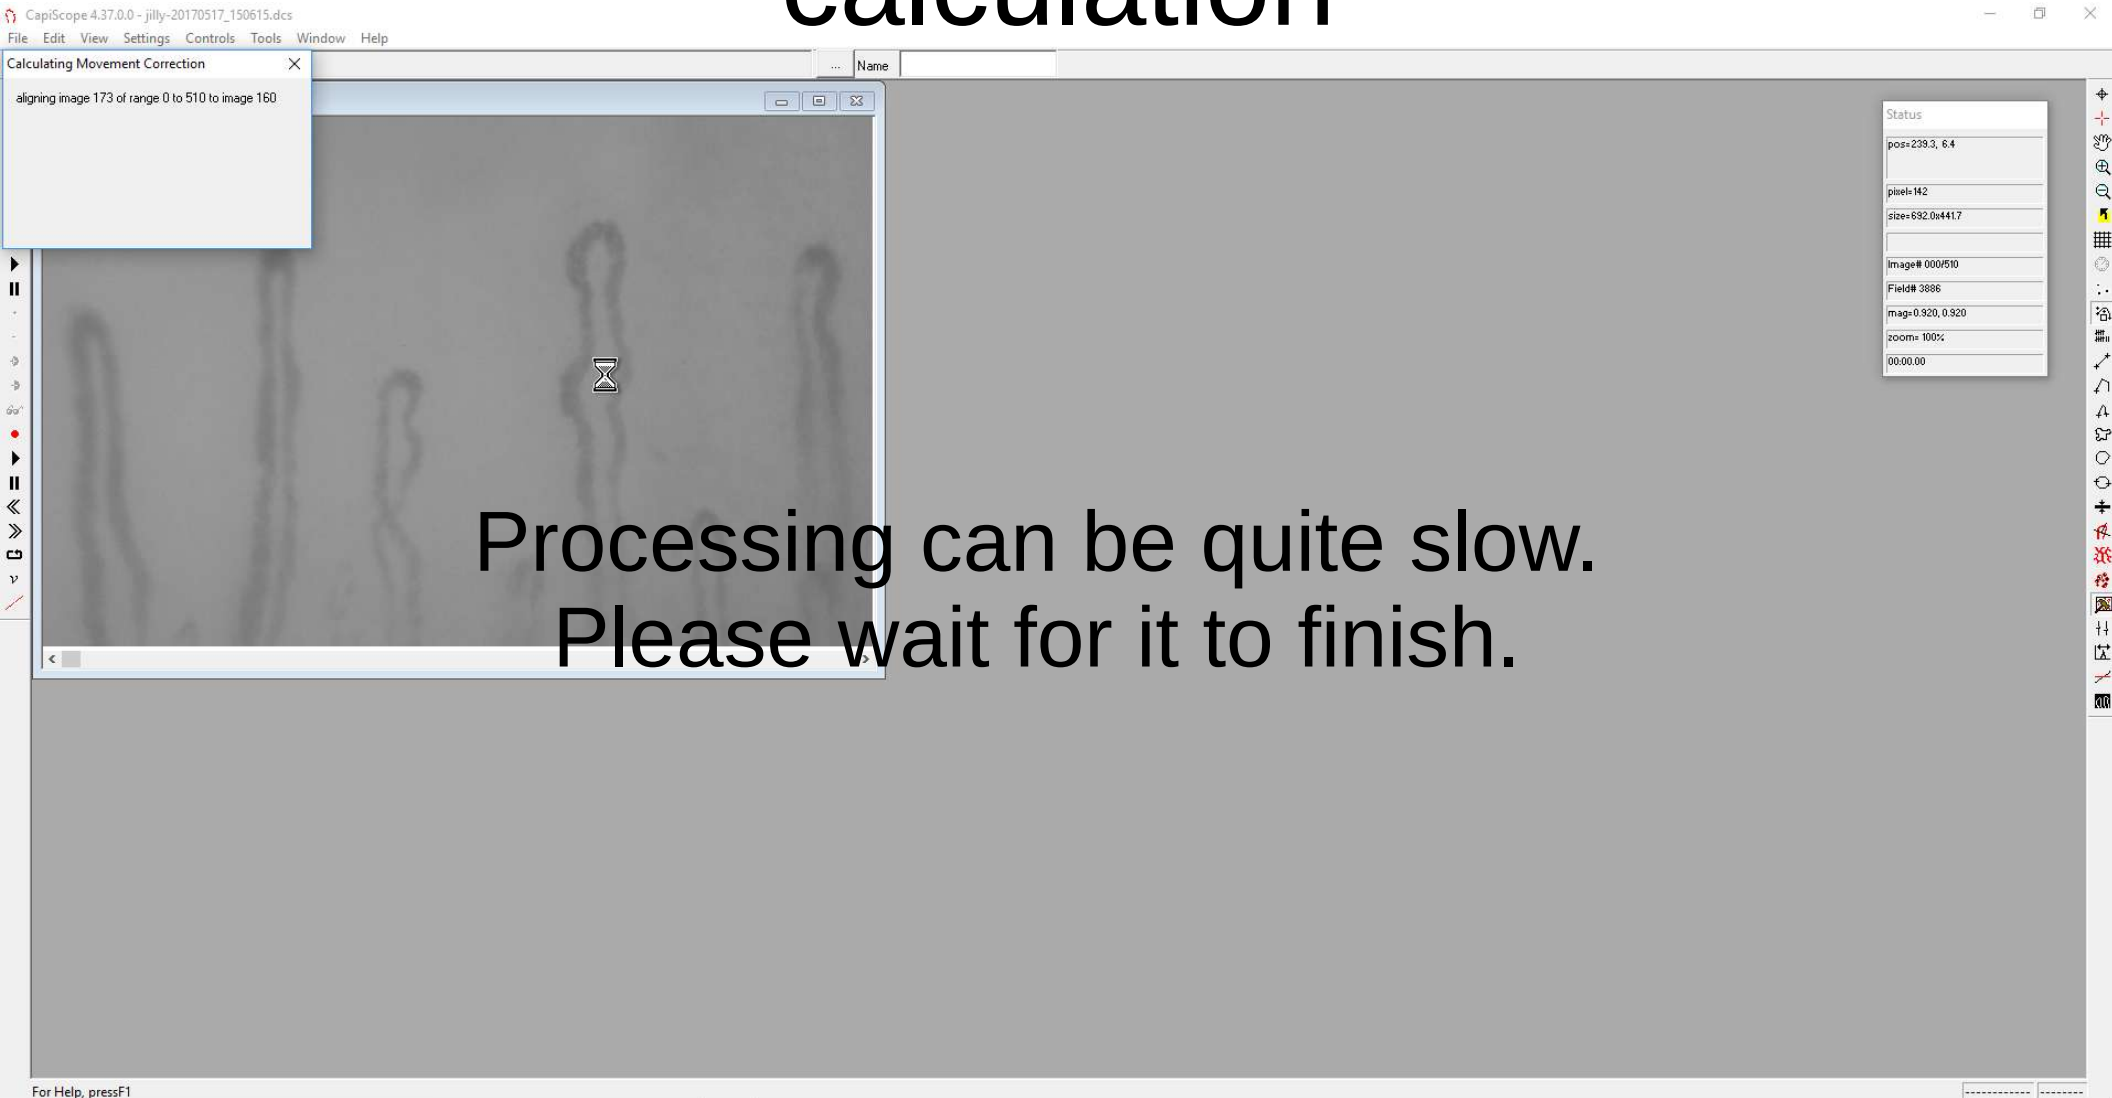 calculation
CapiScope 4.37.0.0 - jilly-20170517_150615.dcs
File Edit View Settings Controls Tools Window Help
Calculating Movement Correction
... Name
aligning image 173 of range 0 to 510 to image 160
Status
pos=239.3, 6.4
pixel=142
size=692.0x441.7
Image# 000/510
Field# 3886
mag=0.920, 0.920
zoom= 100%
00:00.00
Processing can be quite slow.
Please wait for it to finish.
For Help, pressF1
------------ --------